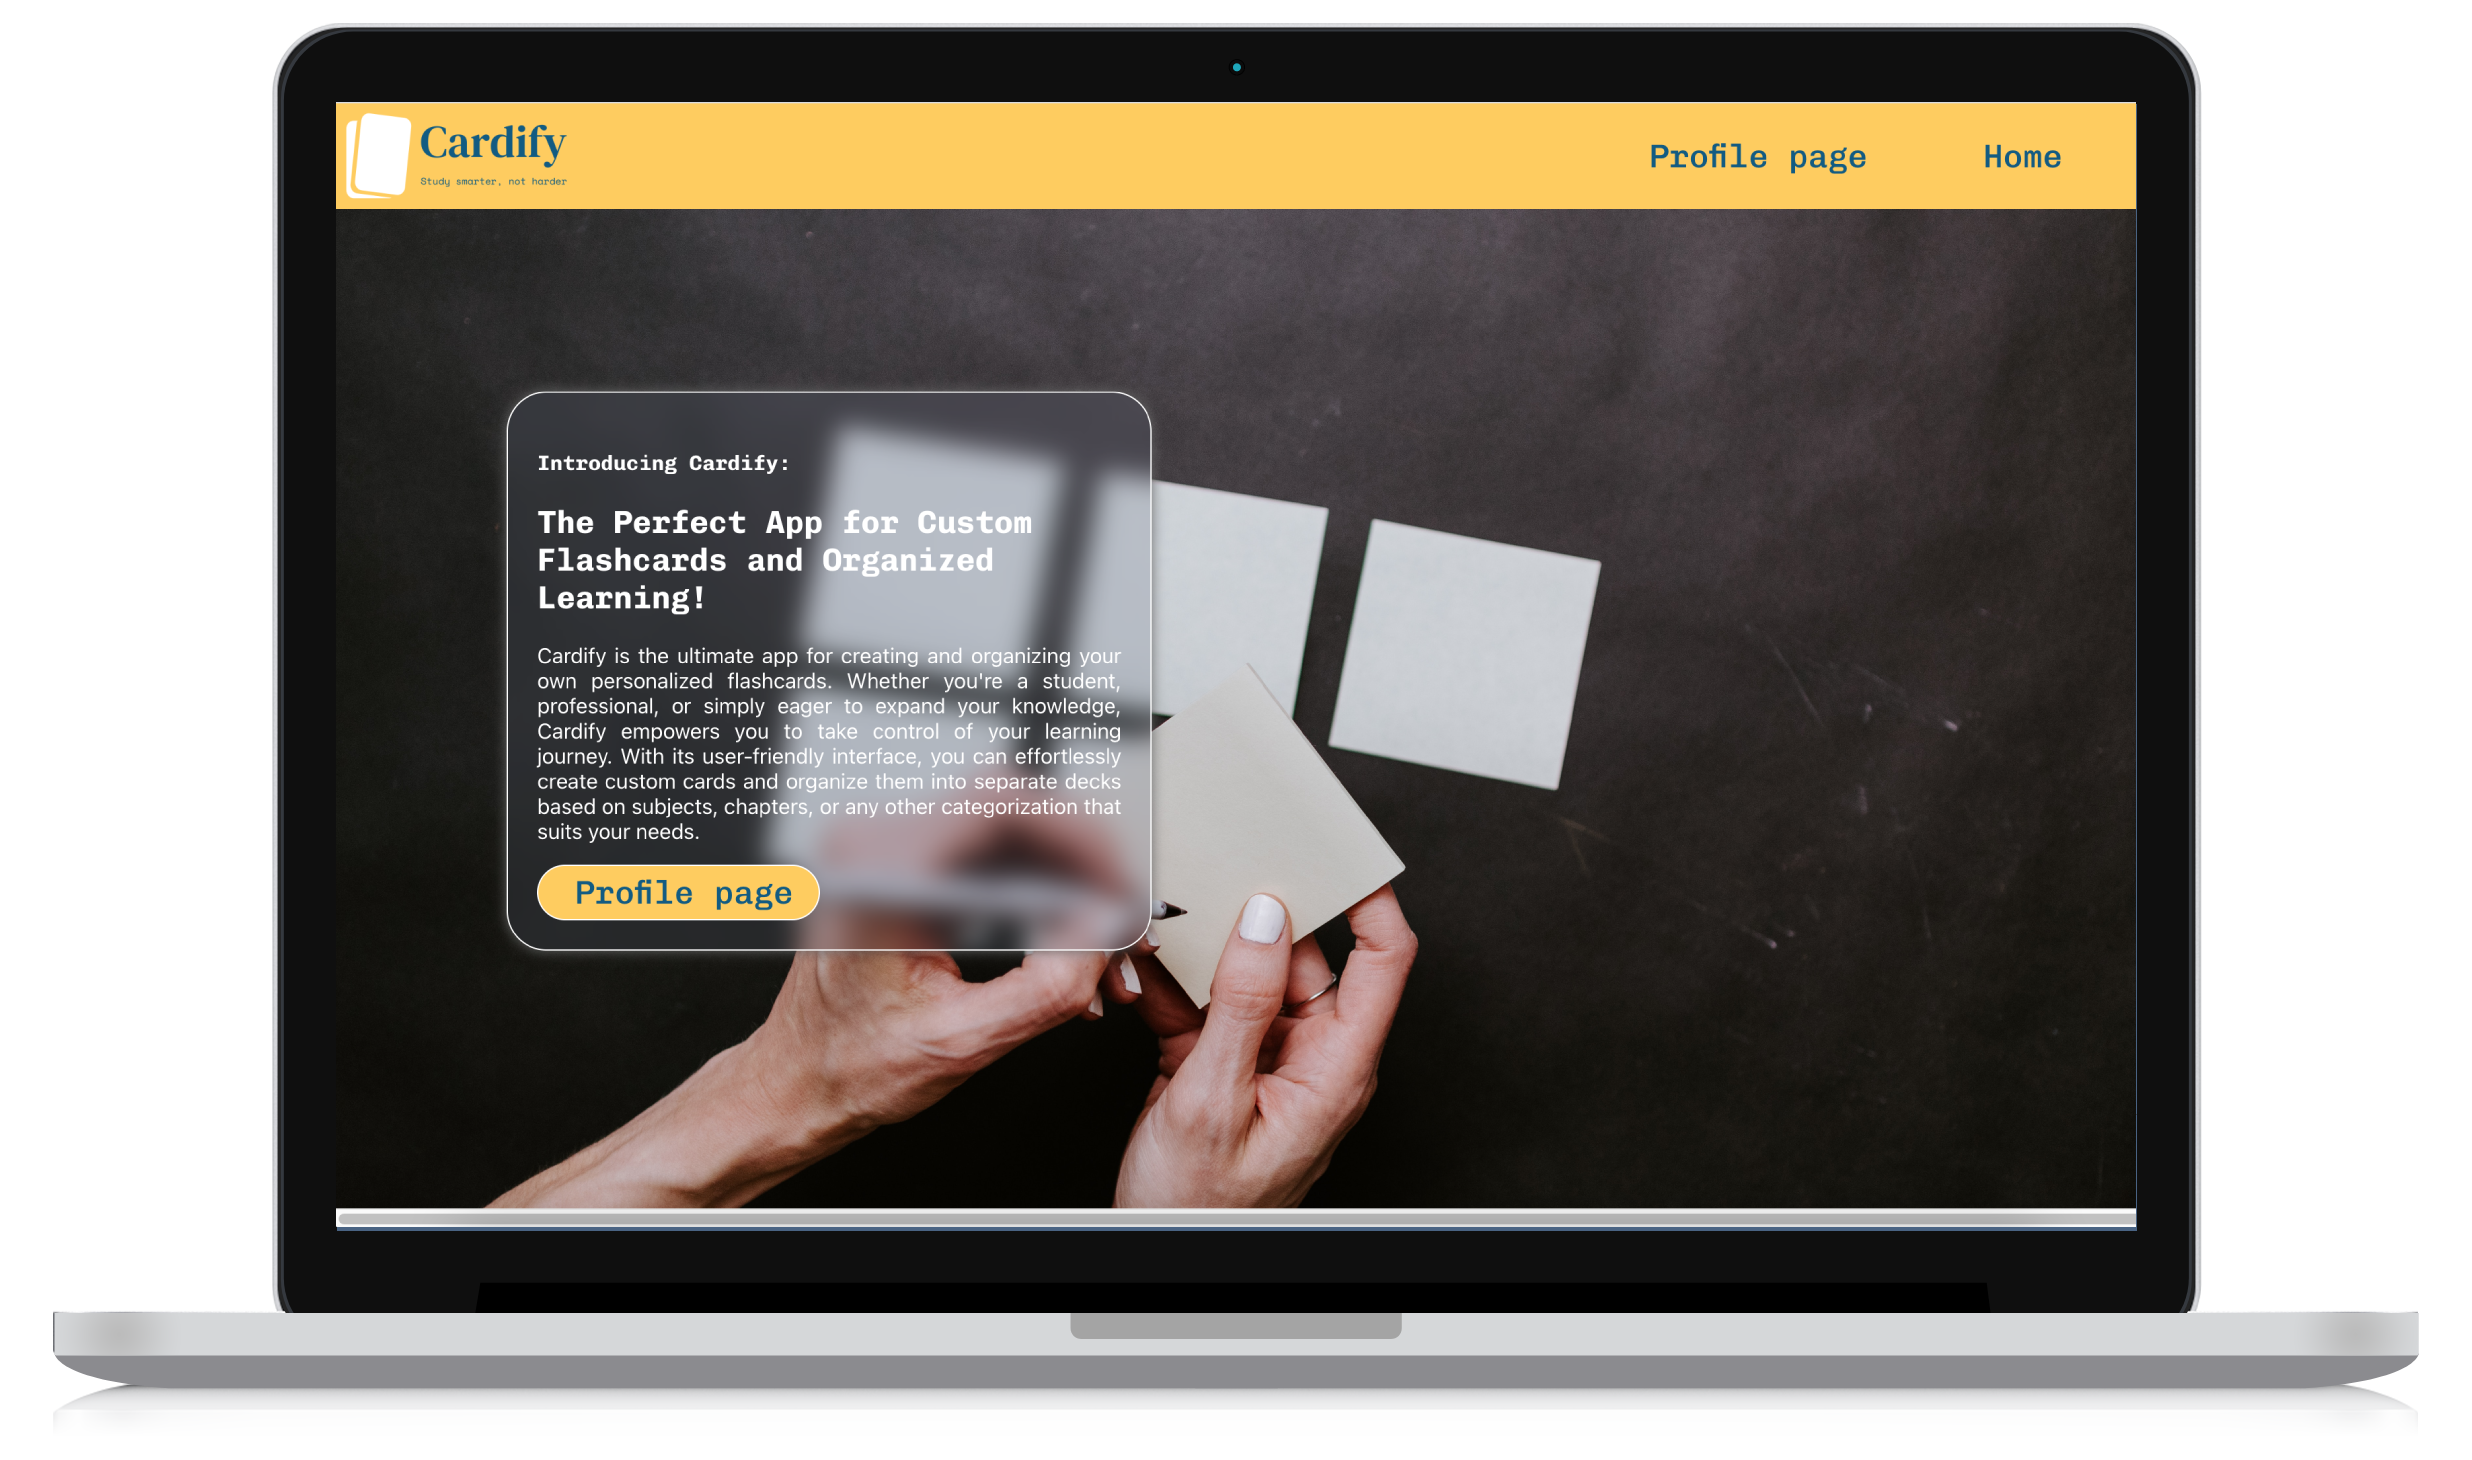 Cardify
Study smarter, not harder
Profile page
Home
Introducing Cardify:
The Perfect App for Custom
Flashcards and Organized
Learning!
Cardify is the ultimate app for creating and organizing your
own personalized flashcards. Whether you're a student,
professional, or simply eager to expand your knowledge,
Cardify empowers you to take control of your learning
journey. With its user-friendly interface, you can effortlessly
create custom cards and organize them into separate decks
based on subjects, chapters, or any other categorization that
suits your needs.
Profile page